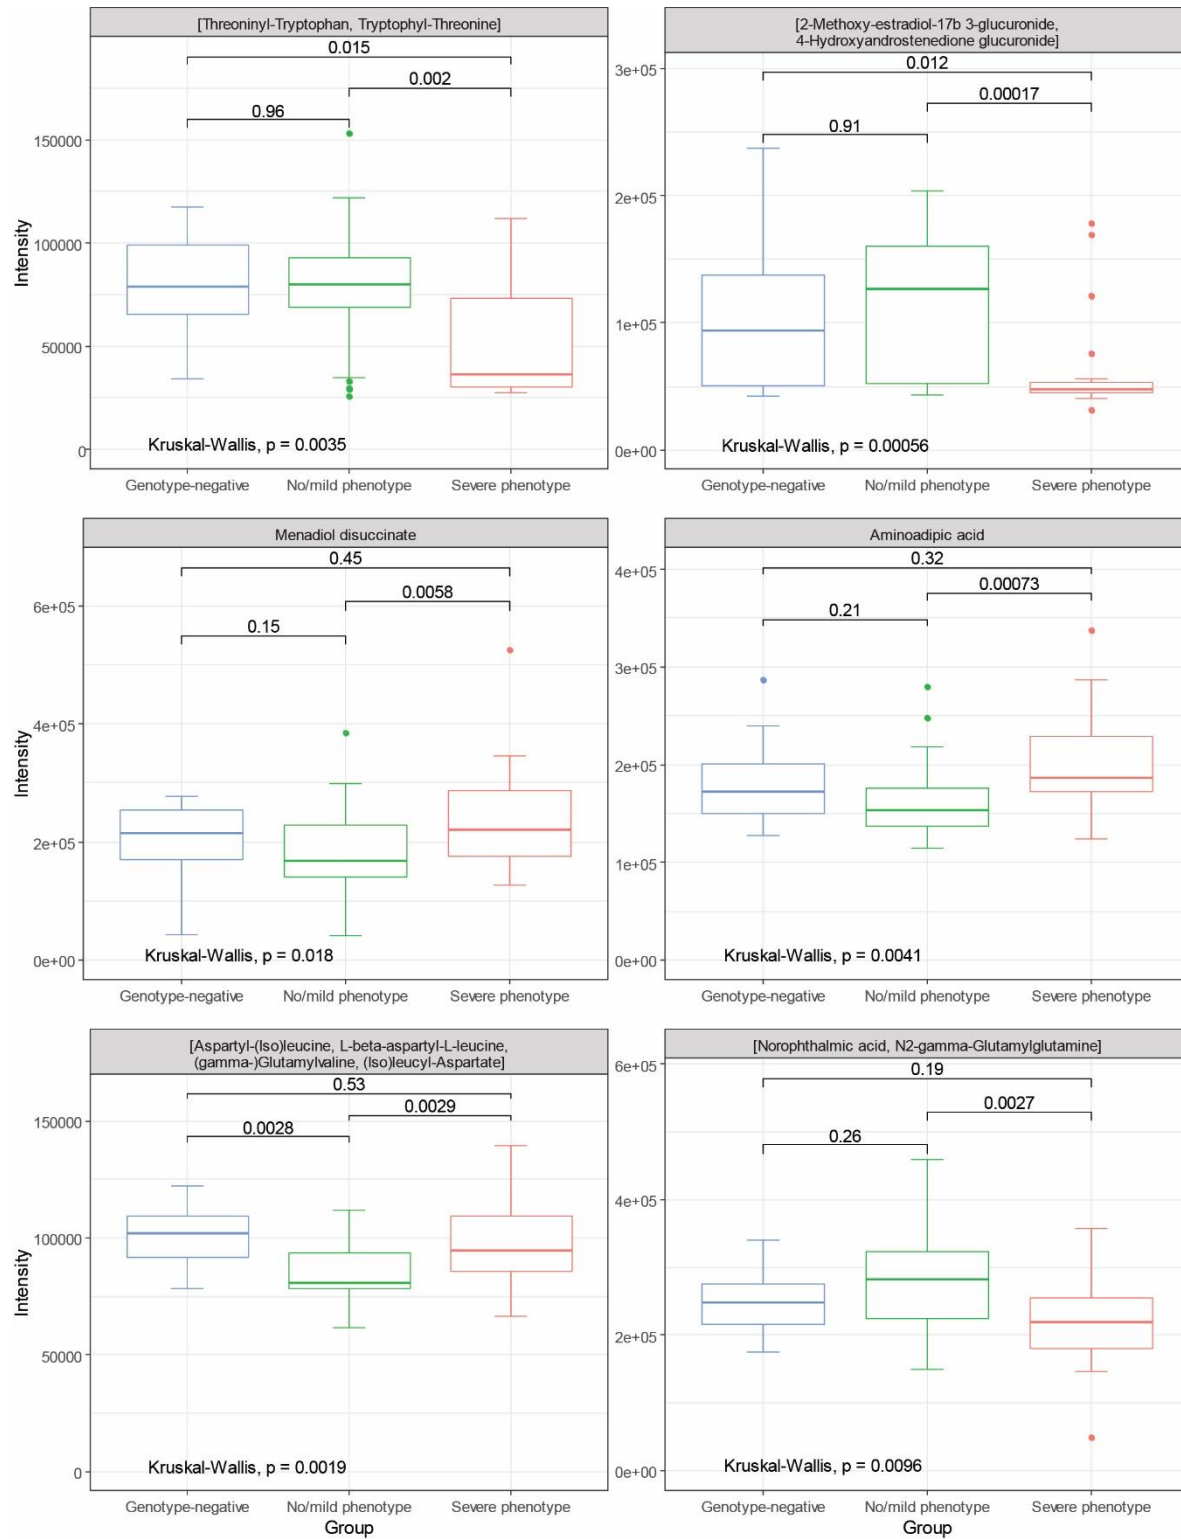 [Threoninyl-Tryptophan, Tryptophyl-Threonine]
0.015
0.002
0.96
150000
100000
50000
0
Intensity
Kruskal-Wallis, p = 0.0035
Genotype-negative
No/mild phenotype
Severe phenotype
[2-Methoxy-estradiol-17b 3-glucuronide,
4-Hydroxyandrostenedione glucuronide]
3e+05
0.012
0.00017
0.91
2e+05
1e+05
0e+00
Kruskal-Wallis, p = 0.00056
Genotype-negative
No/mild phenotype
Severe phenotype
Menadiol disuccinate
0.45
0.0058
0.15
6e+05
4e+05
2e+05
0e+00
Intensity
Kruskal-Wallis, p = 0.018
Genotype-negative
No/mild phenotype
Severe phenotype
Aminoadipic acid
0.32
0.00073
0.21
4e+05
3e+05
2e+05
1e+05
0e+00
Kruskal-Wallis, p = 0.0041
Genotype-negative
No/mild phenotype
Severe phenotype
[Aspartyl-(Iso)leucine, L-beta-aspartyl-L-leucine,
(gamma-)Glutamylvaline, (Iso)leucyl-Aspartate]
0.53
0.0029
0.0028
150000
100000
50000
0
Intensity
Kruskal-Wallis, p = 0.0019
Genotype-negative
No/mild phenotype
Severe phenotype
Group
[Norophthalmic acid, N2-gamma-Glutamylglutamine]
6e+05
0.19
0.0027
0.26
4e+05
2e+05
0e+00
Kruskal-Wallis, p = 0.0096
Genotype-negative
No/mild phenotype
Severe phenotype
Group